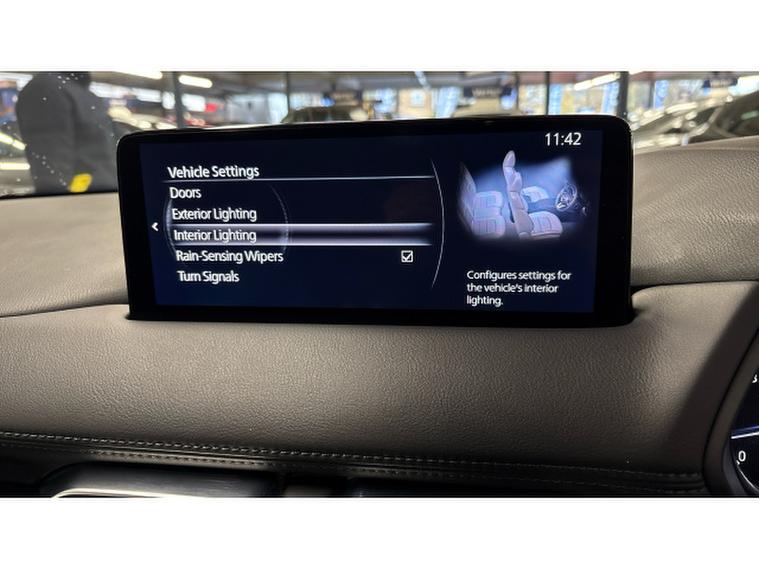 11:42
Vehicle Settings
Doors
Exterior Lighting
Interior Lighting
Rain-Sensing Wipers
Turn Signals
Configures settings for
the vehicle's interior
lighting.
0